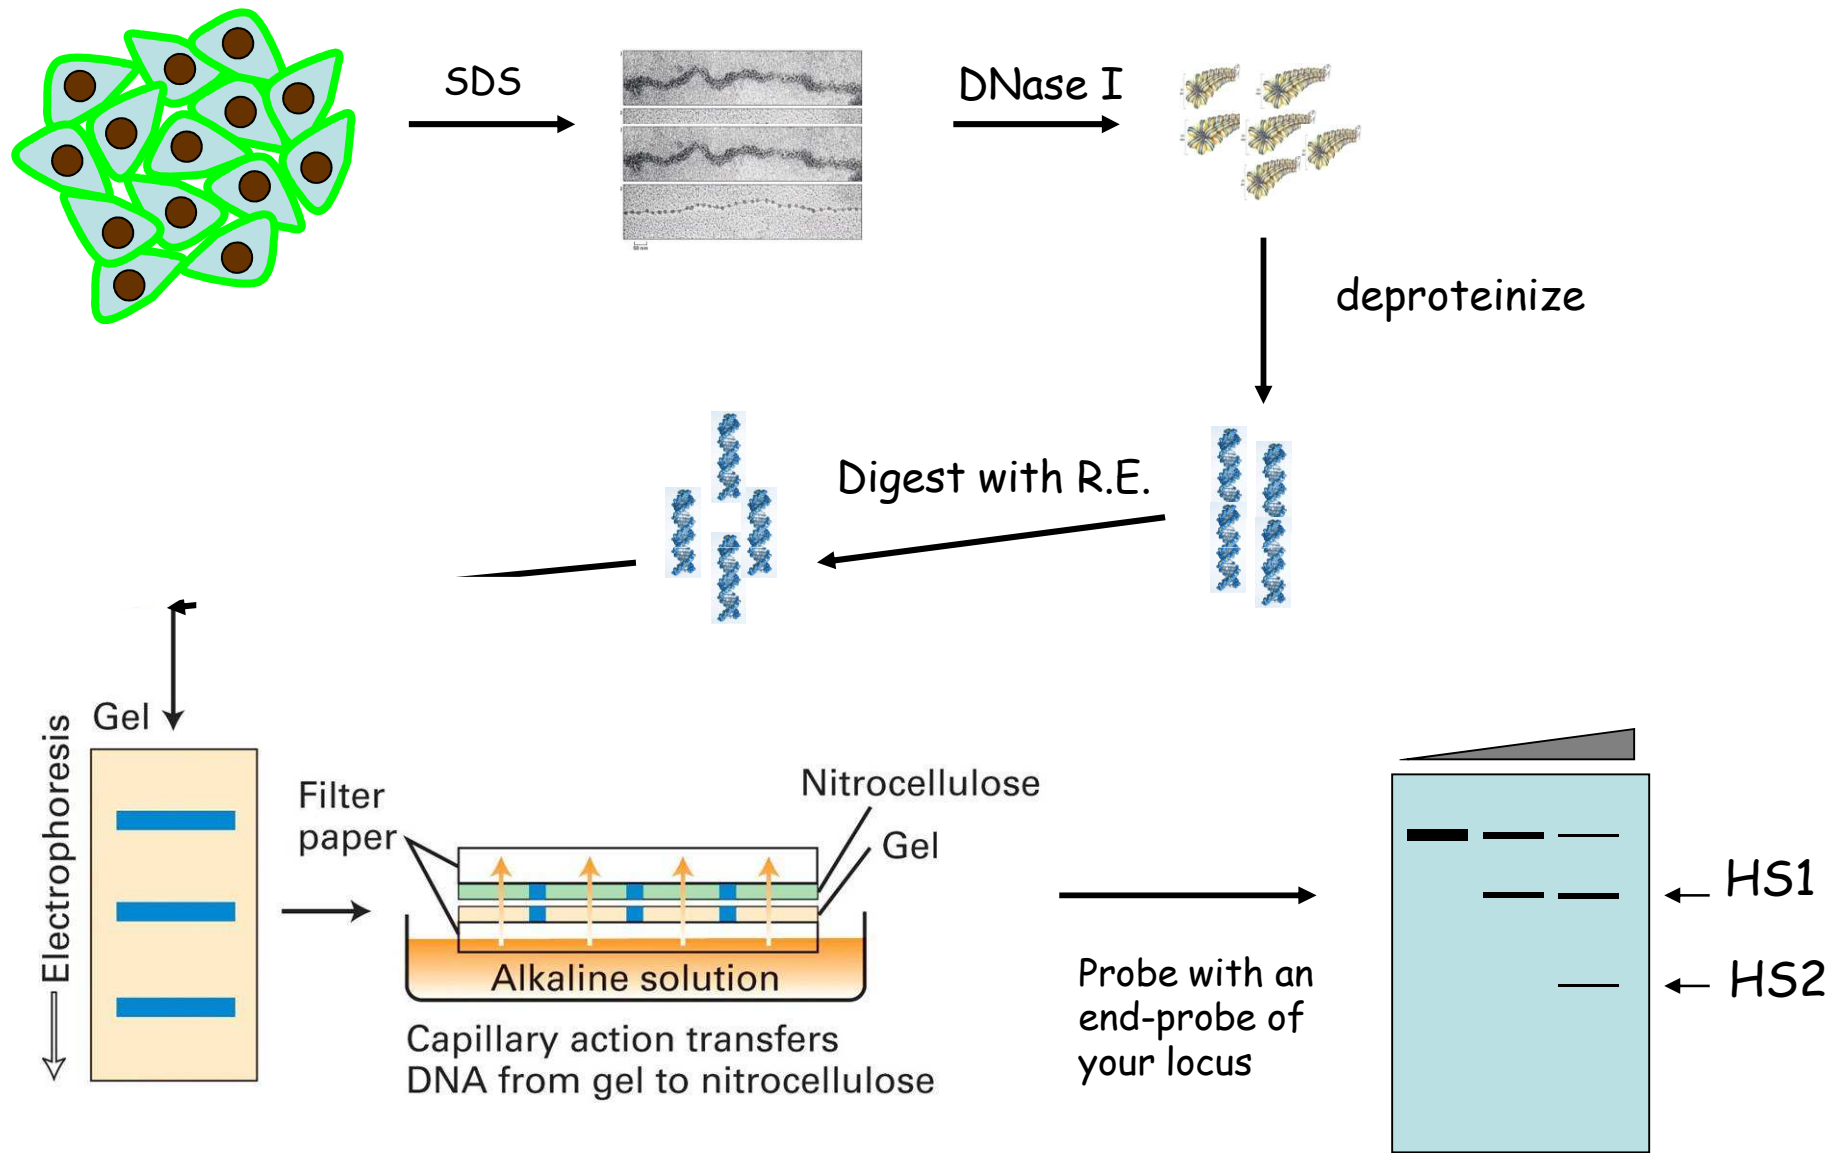 SDS
DNase I
deproteinize
Digest with R.E.
Gel
Electrophoresis
Filter
paper
Nitrocellulose
Gel
Alkaline solution
Capillary action transfers
DNA from gel to nitrocellulose
Probe with an
end-probe of
your locus
HS1
HS2